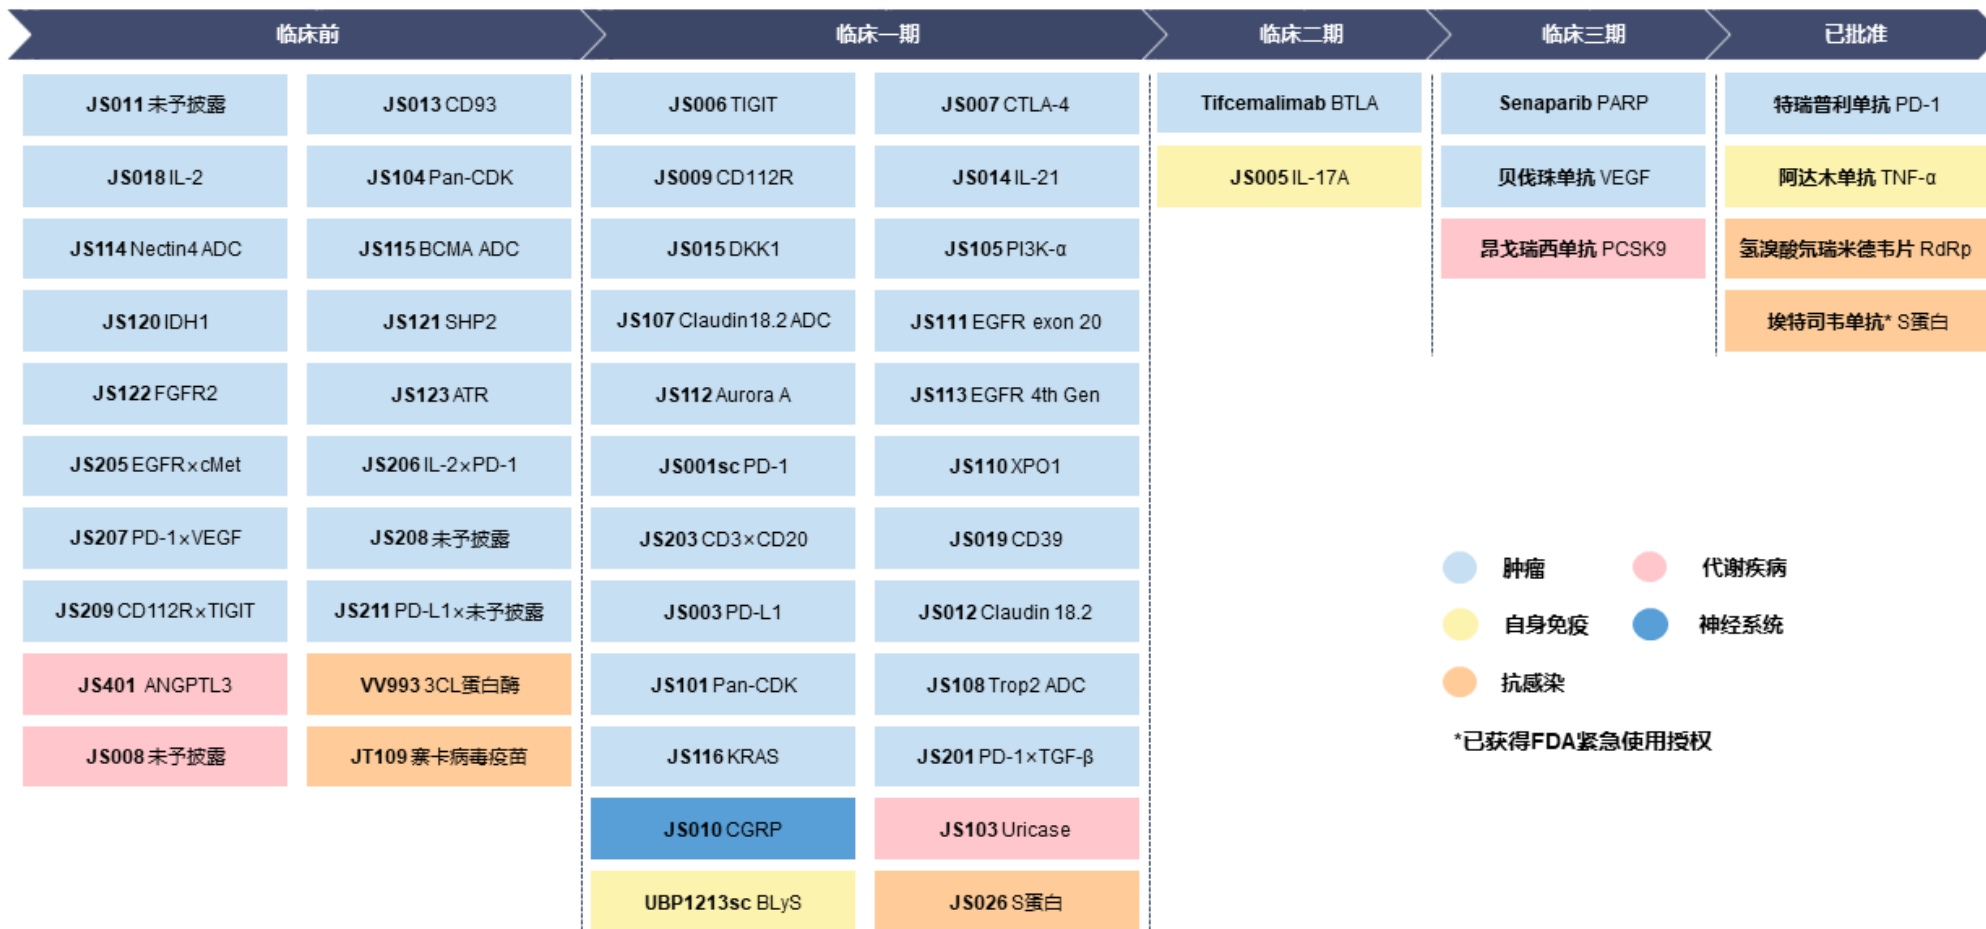 临床前
临床一期
临床二期
临床三期
已批准
JS011 未予披露
JS013 CD93
JS006 TIGIT
JS007 CTLA-4
Tifcemalimab BTLA
Senaparib PARP
特瑞普利单抗 PD-1
JS018 IL-2
JS104 Pan-CDK
JS009 CD112R
JS014 IL-21
JS005 IL-17A
贝伐珠单抗 VEGF
阿达木单抗 TNF-α
JS114 Nectin4 ADC
JS115 BCMA ADC
JS015 DKK1
JS105 PI3K-α
昂戈瑞西单抗 PCSK9
氢溴酸氘瑞米德韦片 RdRp
JS120 IDH1
JS121 SHP2
JS107 Claudin18.2 ADC
JS111 EGFR exon 20
埃特司韦单抗* S蛋白
JS122 FGFR2
JS123 ATR
JS112 Aurora A
JS113 EGFR 4th Gen
JS205 EGFR×cMet
JS206 IL-2×PD-1
JS001sc PD-1
JS110 XPO1
JS207 PD-1×VEGF
JS208 未予披露
JS203 CD3×CD20
JS019 CD39
JS209 CD112R×TIGIT
JS211 PD-L1×未予披露
JS003 PD-L1
JS012 Claudin 18.2
JS401 ANGPTL3
VV993 3CL蛋白酶
JS101 Pan-CDK
JS108 Trop2 ADC
JS008 未予披露
JT109 寨卡病毒疫苗
JS116 KRAS
JS201 PD-1×TGF-β
JS010 CGRP
JS103 Uricase
UBP1213sc BLyS
JS026 S蛋白
肿瘤
代谢疾病
自身免疫
神经系统
抗感染
*已获得FDA紧急使用授权